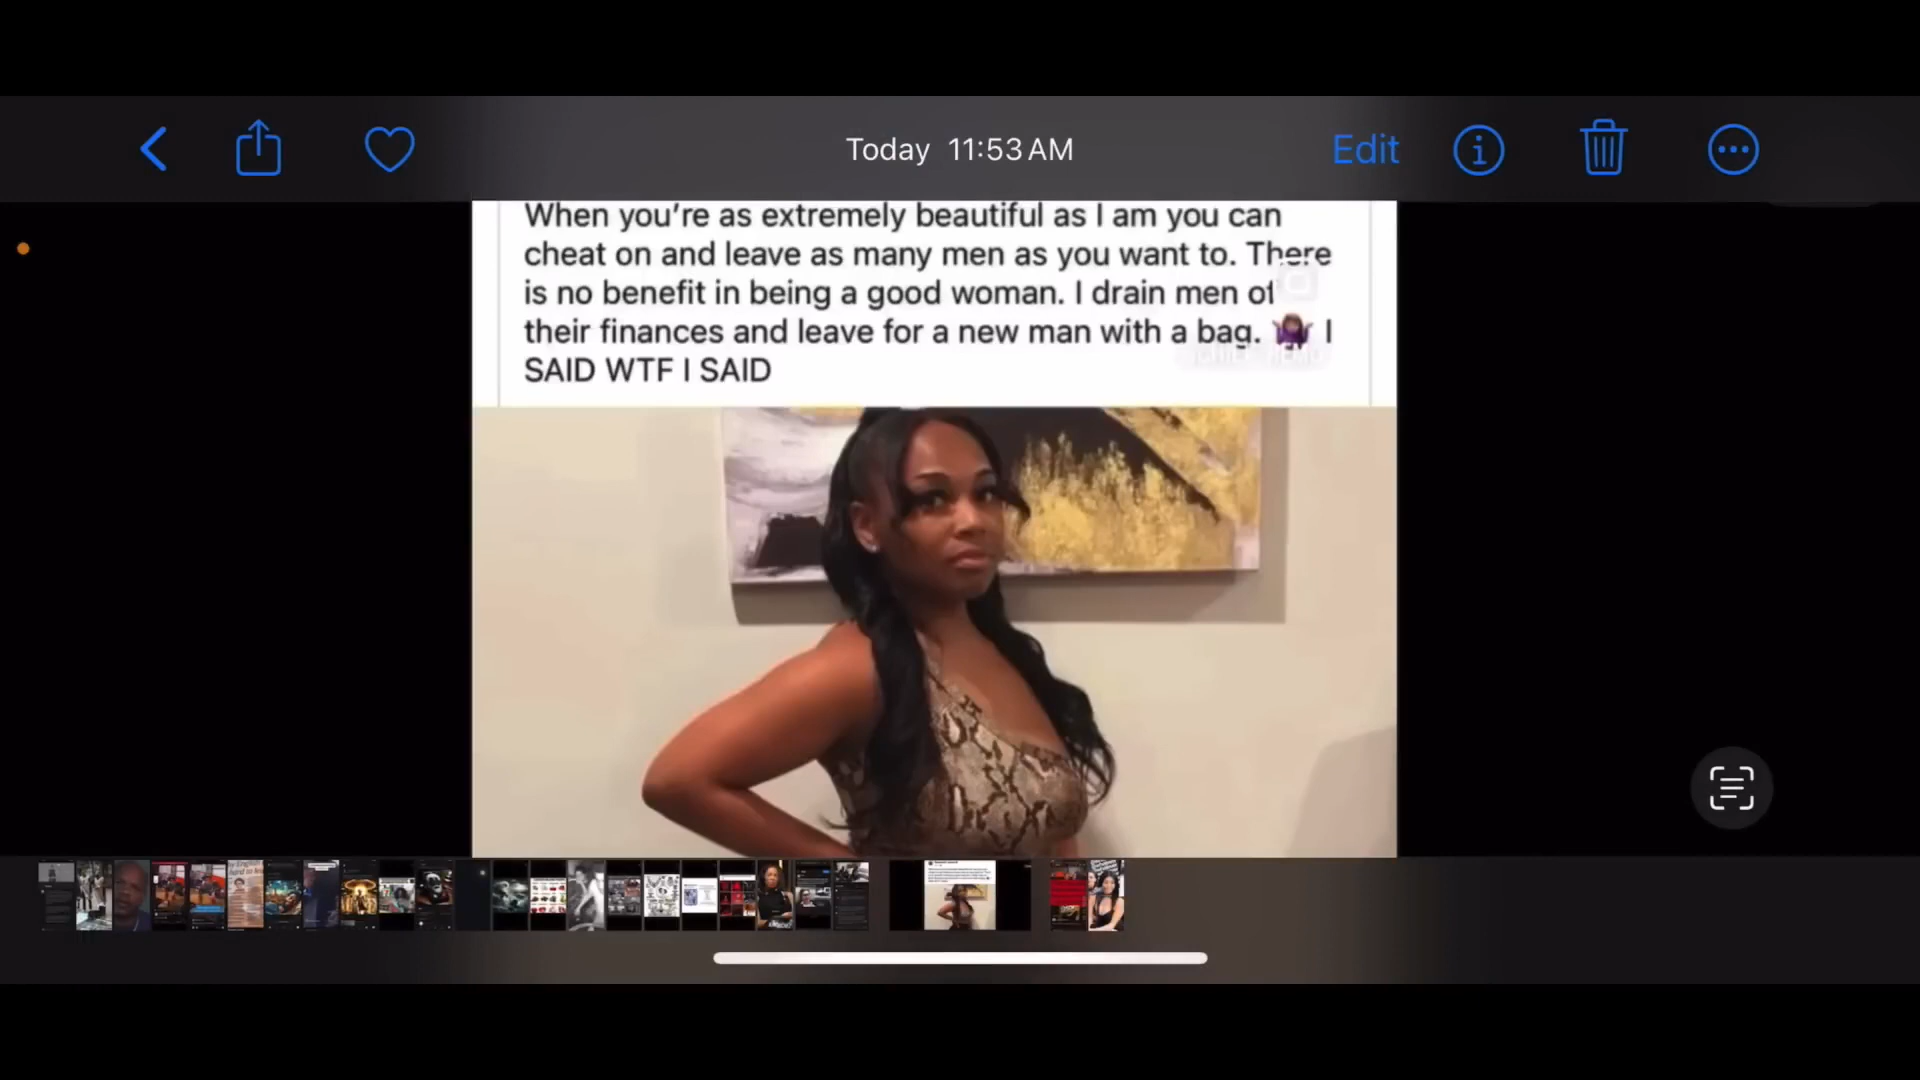 Today 11:53 AM
Edit
When you're as extremely beautiful as I am you can
cheat on and leave as many men as you want to. There
is no benefit in being a good woman. I drain men of
their finances and leave for a new man with a bag. 🤷🏾‍♀️ I
SAID WTF I SAID